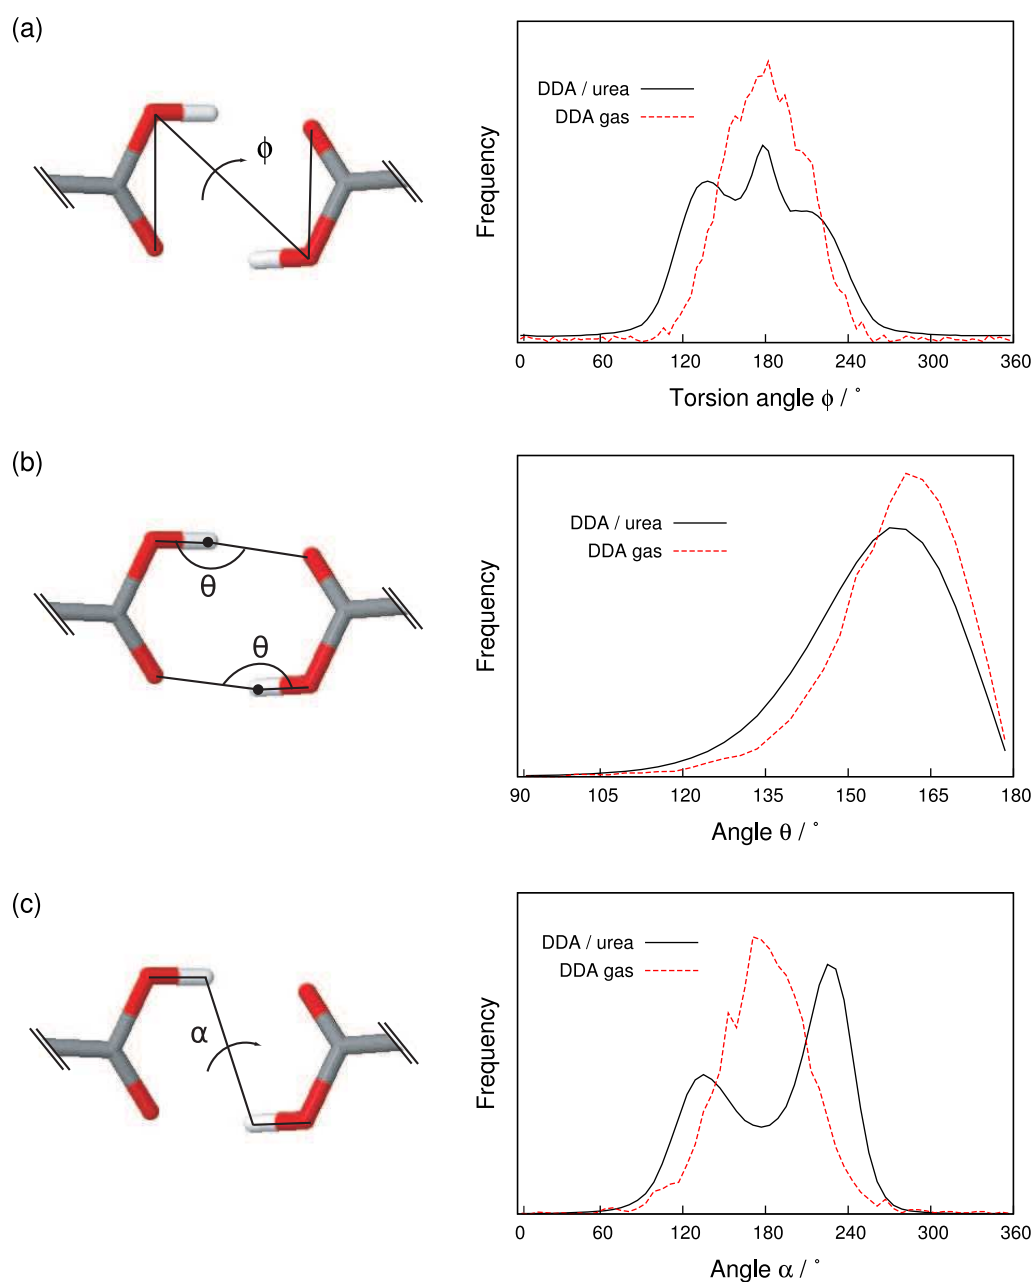 (a)
ϕ
Frequency
DDA / urea
DDA gas
0 60 120 180 240 300 360
Torsion angle ϕ / °
(b)
θ
θ
Frequency
DDA / urea
DDA gas
90 105 120 135 150 165 180
Angle θ / °
(c)
α
Frequency
DDA / urea
DDA gas
0 60 120 180 240 300 360
Angle α / °